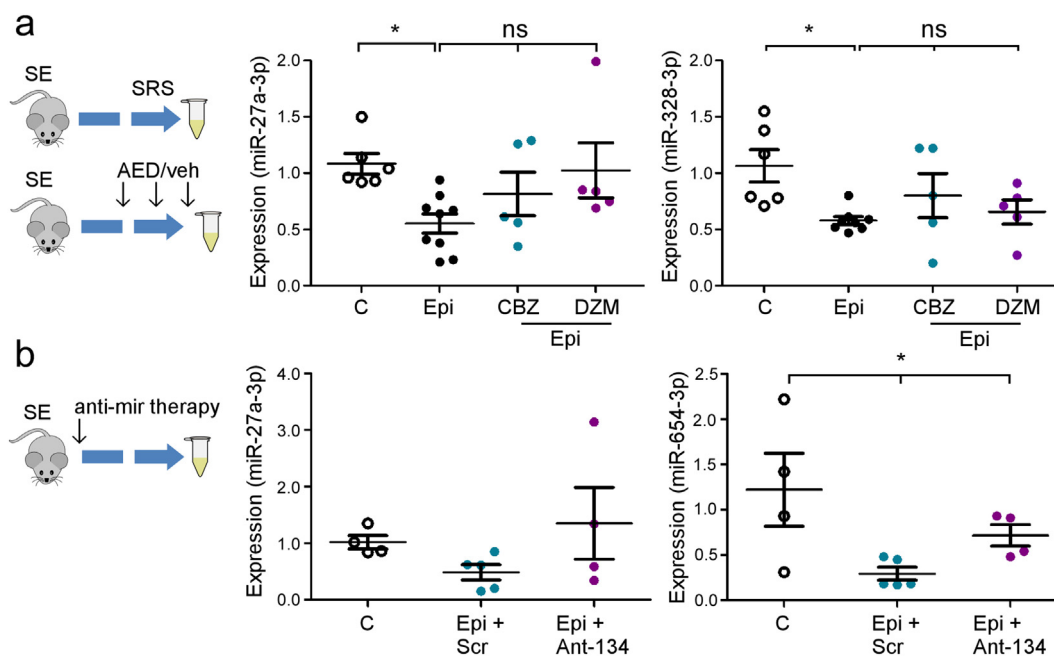 a
SE
SRS
SE
AED/veh
*
ns
Expression (miR-27a-3p)
2.0
1.5
1.0
0.5
0.0
C
Epi
CBZ
DZM
Epi
*
ns
Expression (miR-328-3p)
2.0
1.5
1.0
0.5
0.0
C
Epi
CBZ
DZM
Epi
b
SE
anti-mir therapy
Expression (miR-27a-3p)
4.0
3.0
2.0
1.0
0.0
C
Epi +
Scr
Epi +
Ant-134
*
Expression (miR-654-3p)
2.5
2.0
1.5
1.0
0.5
0.0
C
Epi +
Scr
Epi +
Ant-134